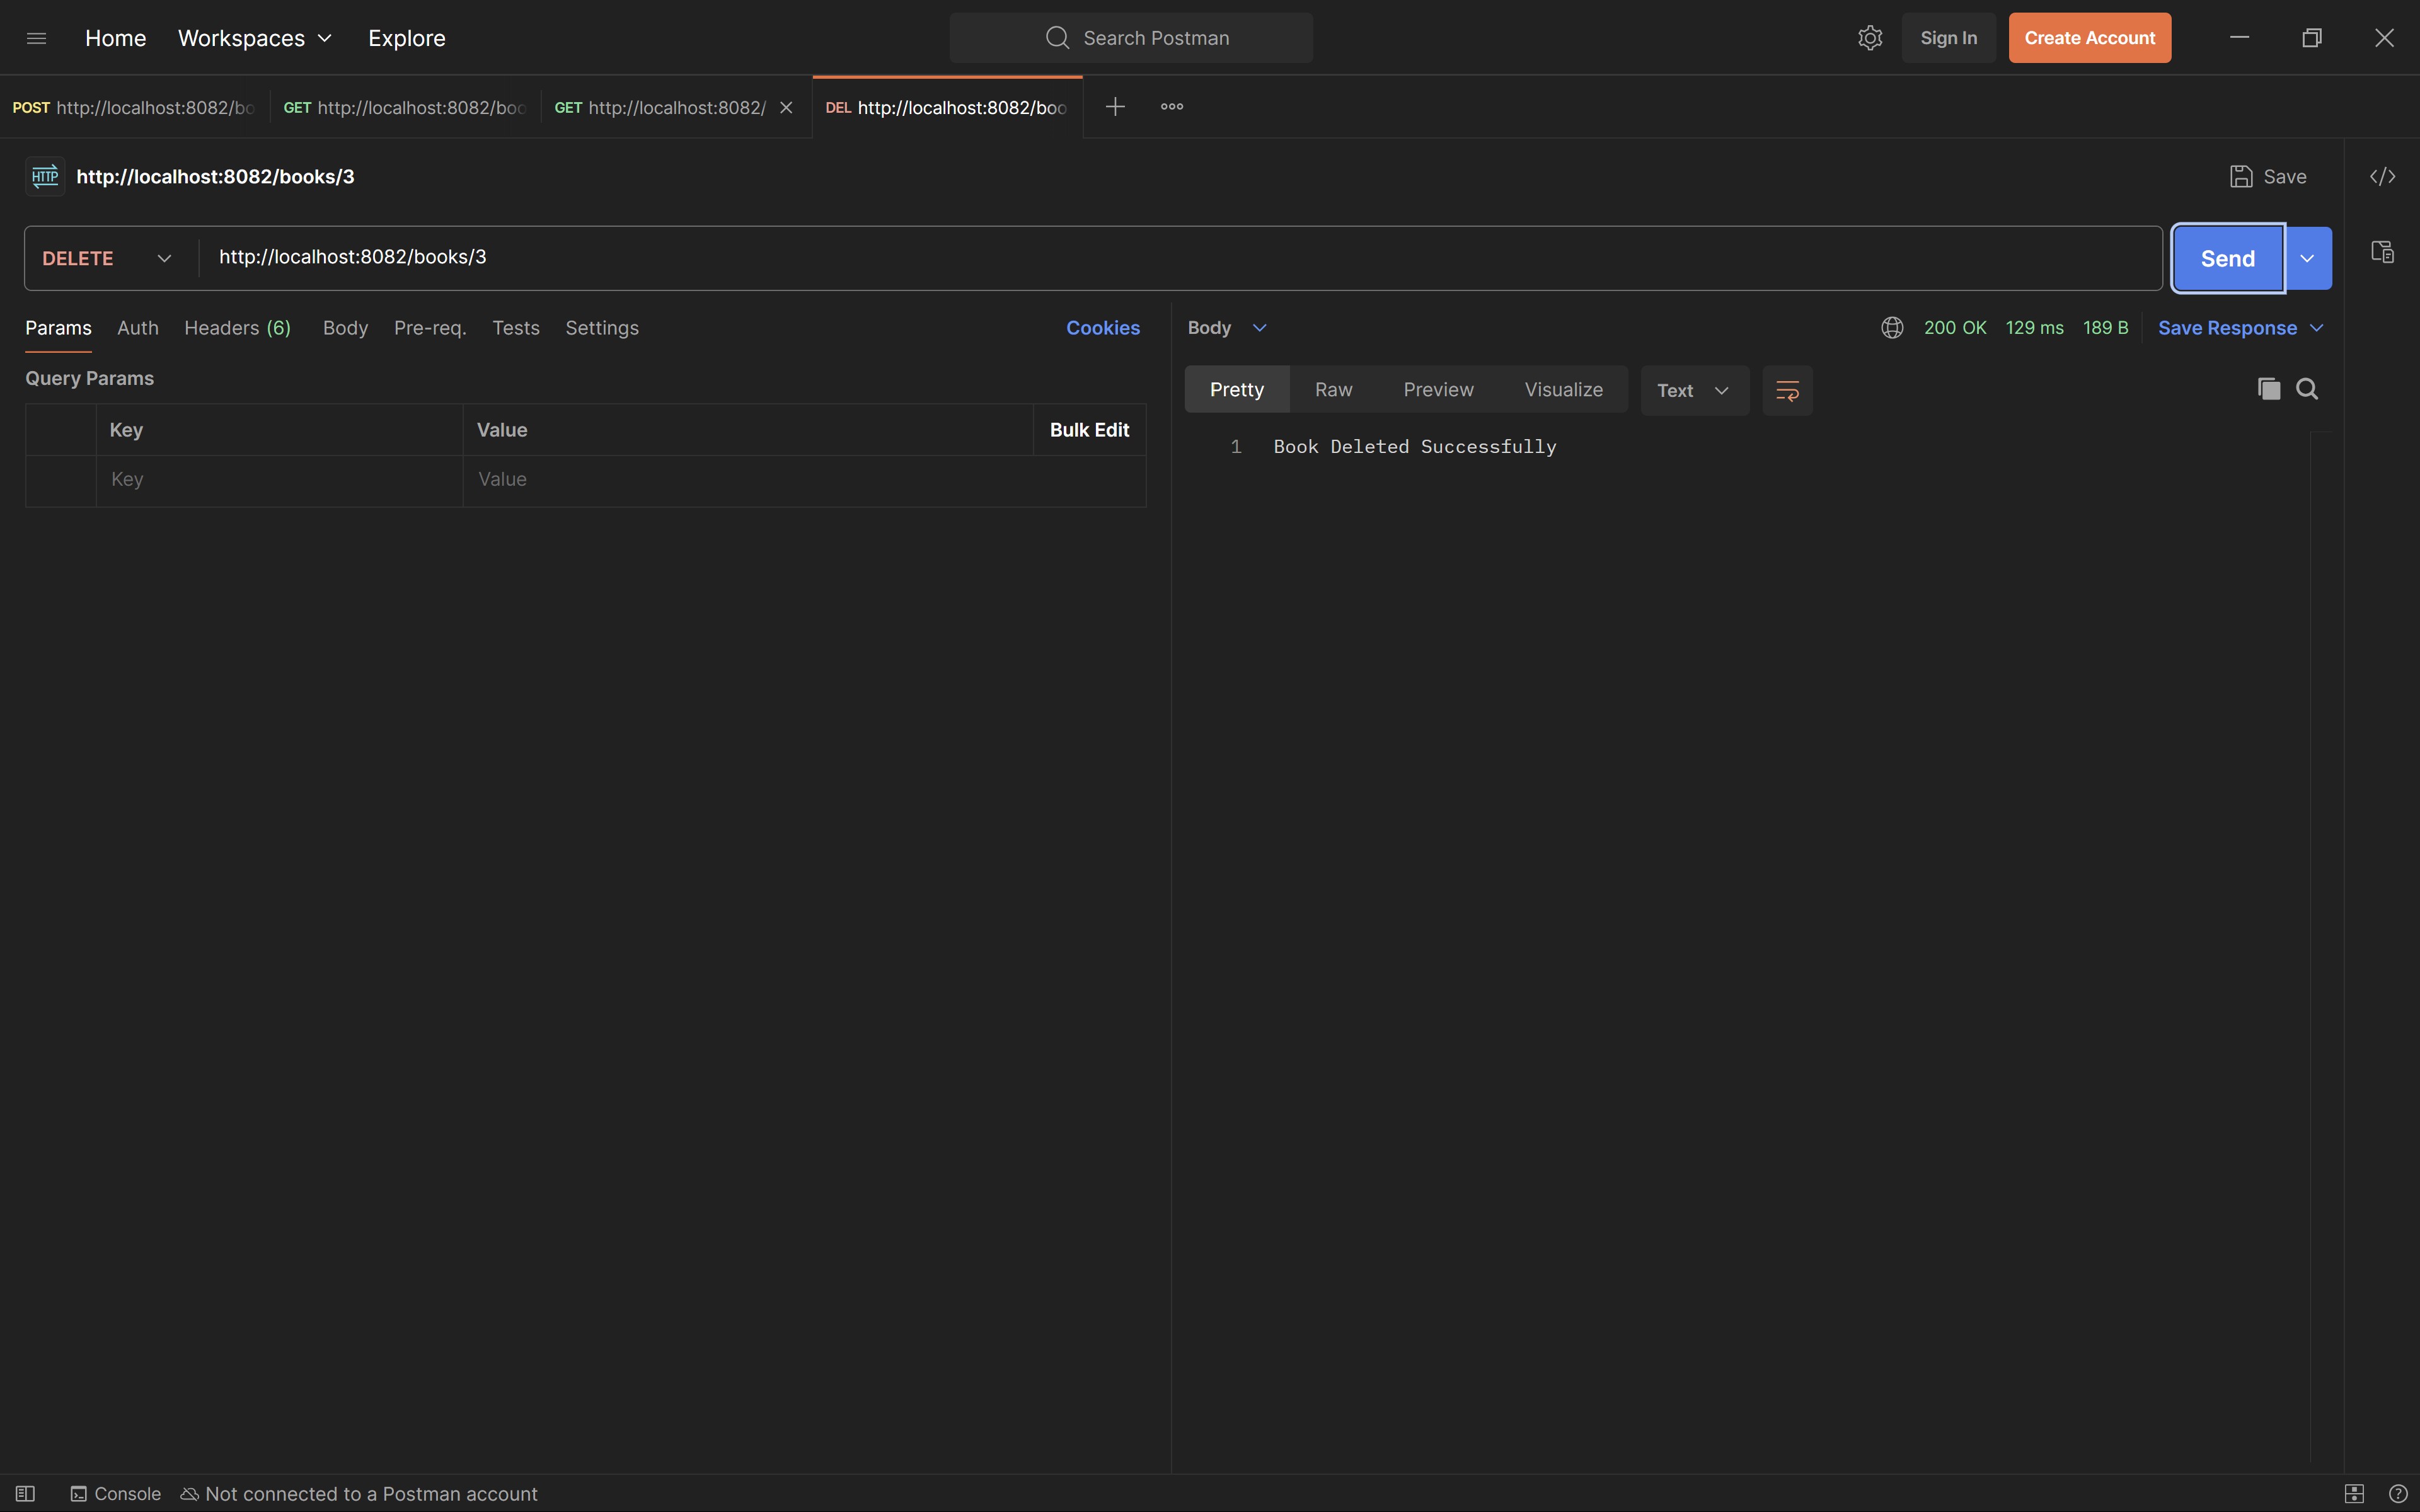 Home Workspaces Explore Search Postman Sign In Create Account
POST http://localhost:8082/bo GET http://localhost:8082/boo GET http://localhost:8082/ DEL http://localhost:8082/boo
HTTP http://localhost:8082/books/3 Save
DELETE http://localhost:8082/books/3 Send
Params Auth Headers (6) Body Pre-req. Tests Settings Cookies Body 200 OK 129 ms 189 B Save Response
Query Params Pretty Raw Preview Visualize Text
Key Value Bulk Edit
1 Book Deleted Successfully
Key Value
Console Not connected to a Postman account